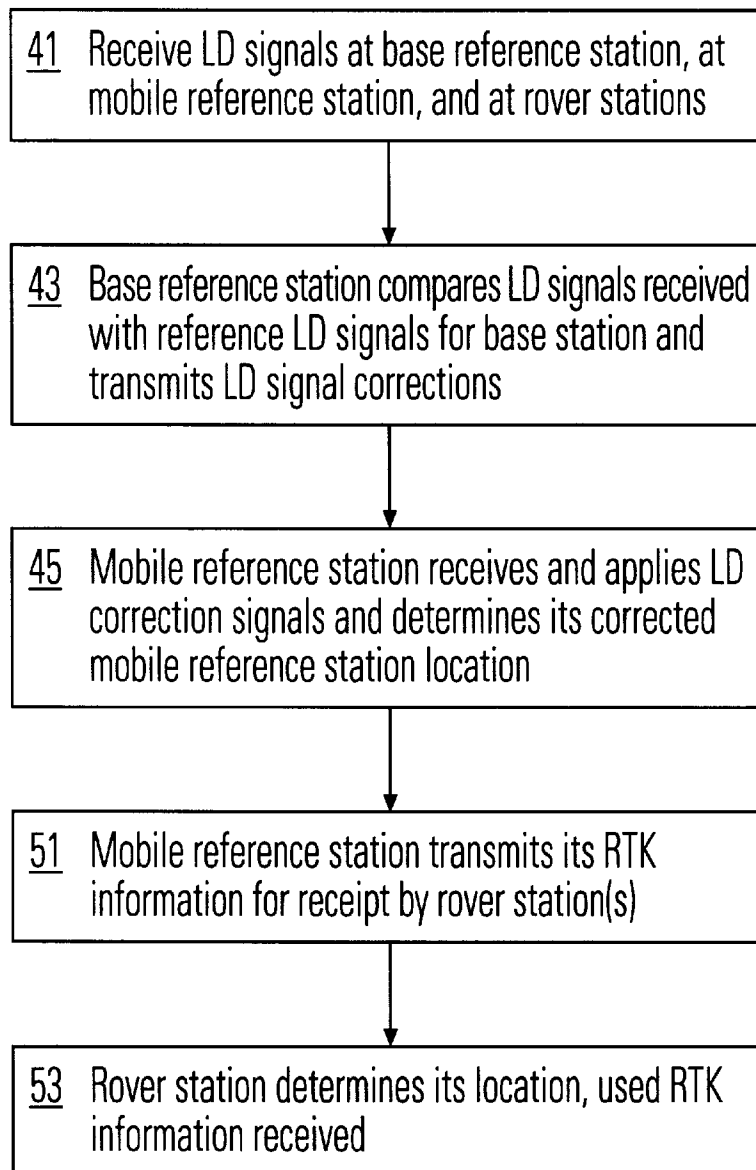 41 Receive LD signals at base reference station, at
mobile reference station, and at rover stations
43 Base reference station compares LD signals received
with reference LD signals for base station and
transmits LD signal corrections
45 Mobile reference station receives and applies LD
correction signals and determines its corrected
mobile reference station location
51 Mobile reference station transmits its RTK
information for receipt by rover station(s)
53 Rover station determines its location, used RTK
information received